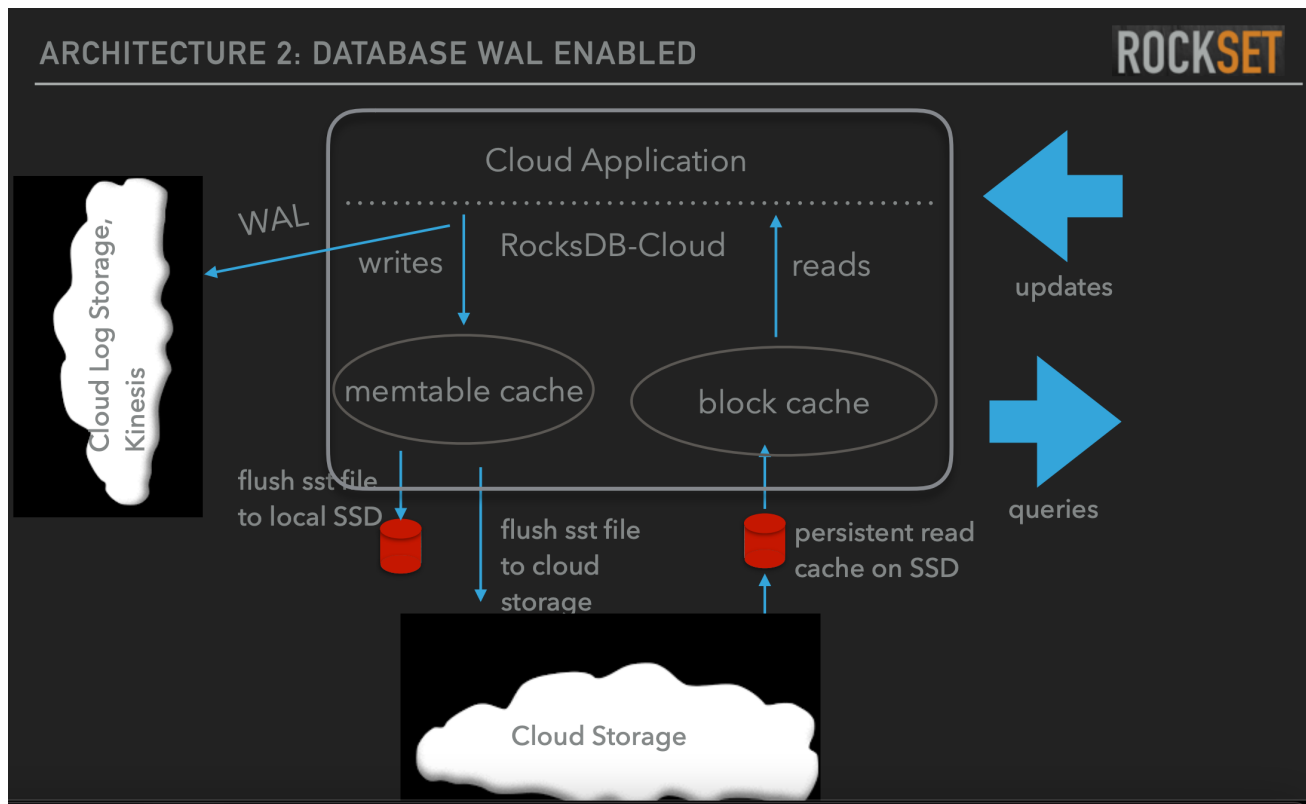 ARCHITECTURE 2: DATABASE WAL ENABLED
ROCKSET
Cloud Application
WAL
writes
RocksDB-Cloud
reads
updates
Cloud Log Storage,
Kinesis
memtable cache
block cache
queries
flush sst file
to local SSD
flush sst file
to cloud
storage
persistent read
cache on SSD
Cloud Storage